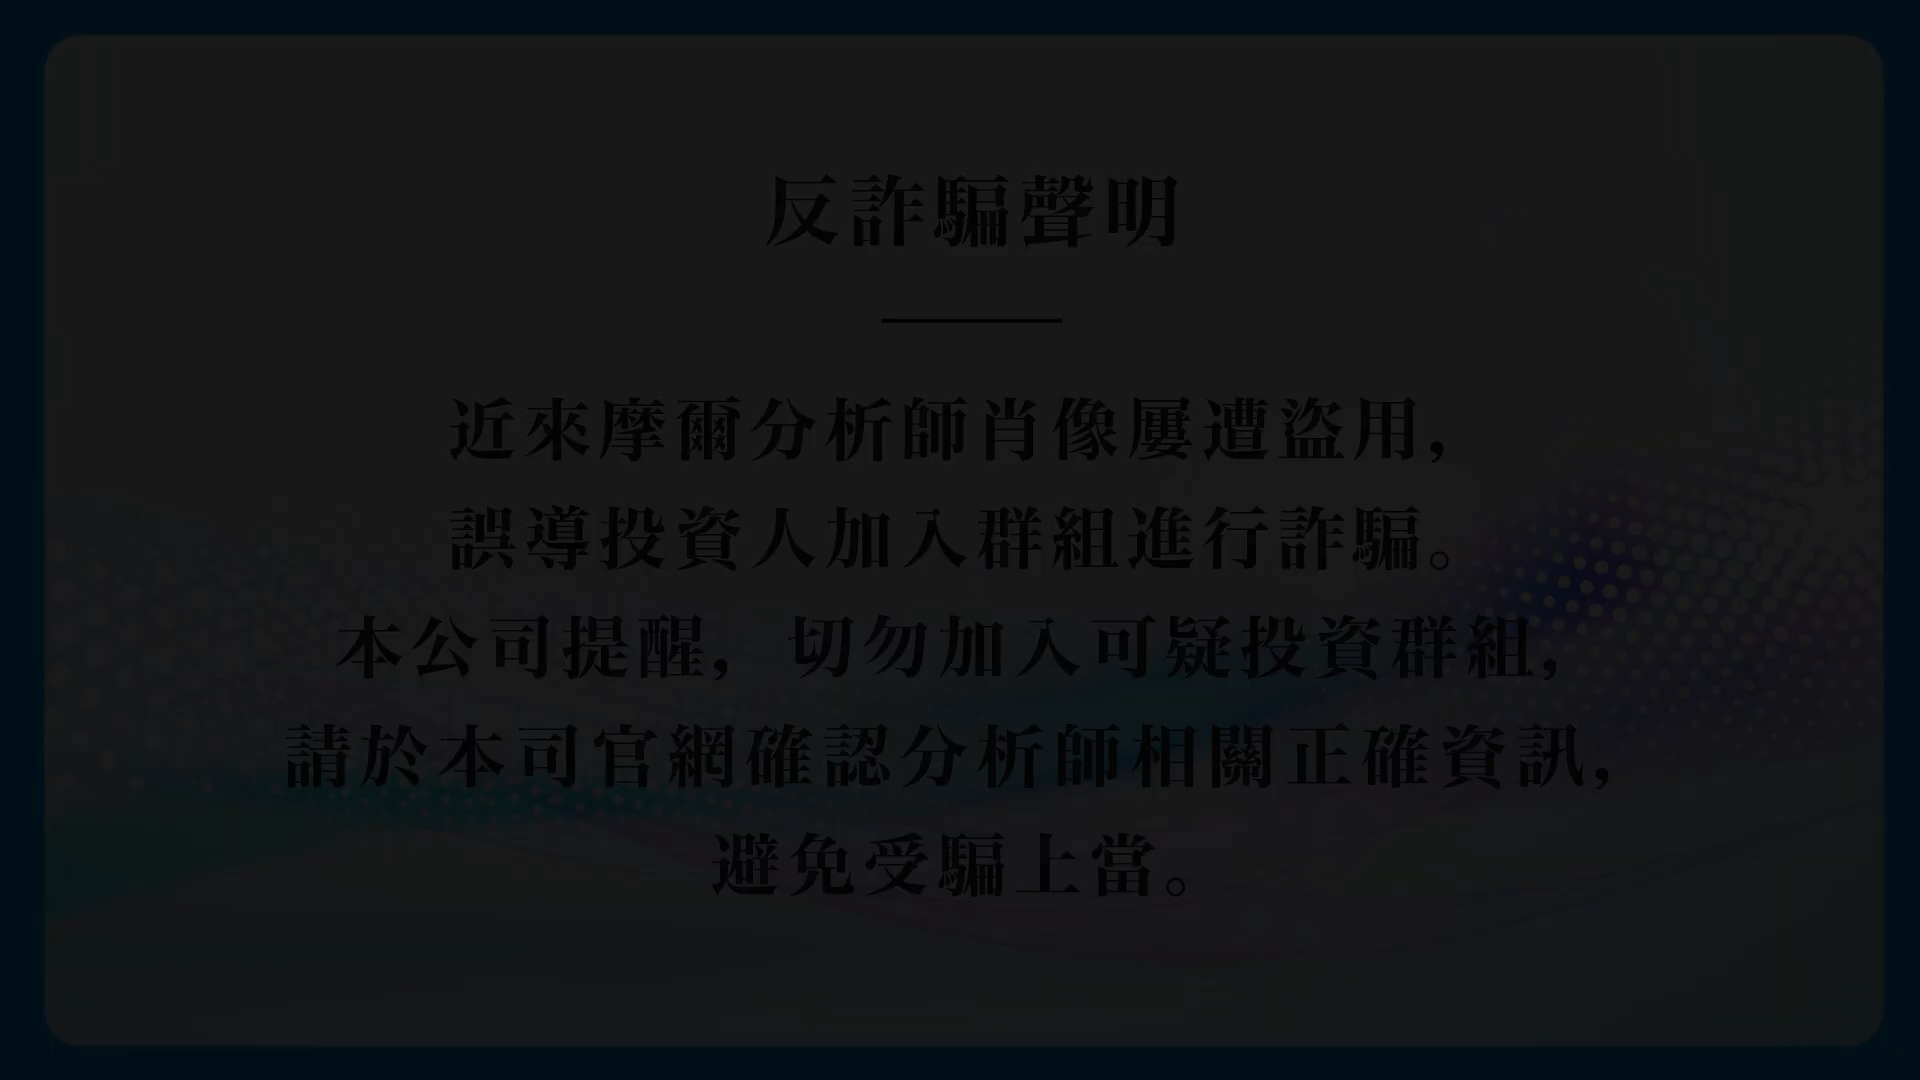 反詐騙聲明
近來摩爾分析師肖像屢遭盜用，
誤導投資人加入群組進行詐騙。
本公司提醒，切勿加入可疑投資群組，
請於本司官網確認分析師相關正確資訊，
避免受騙上當。